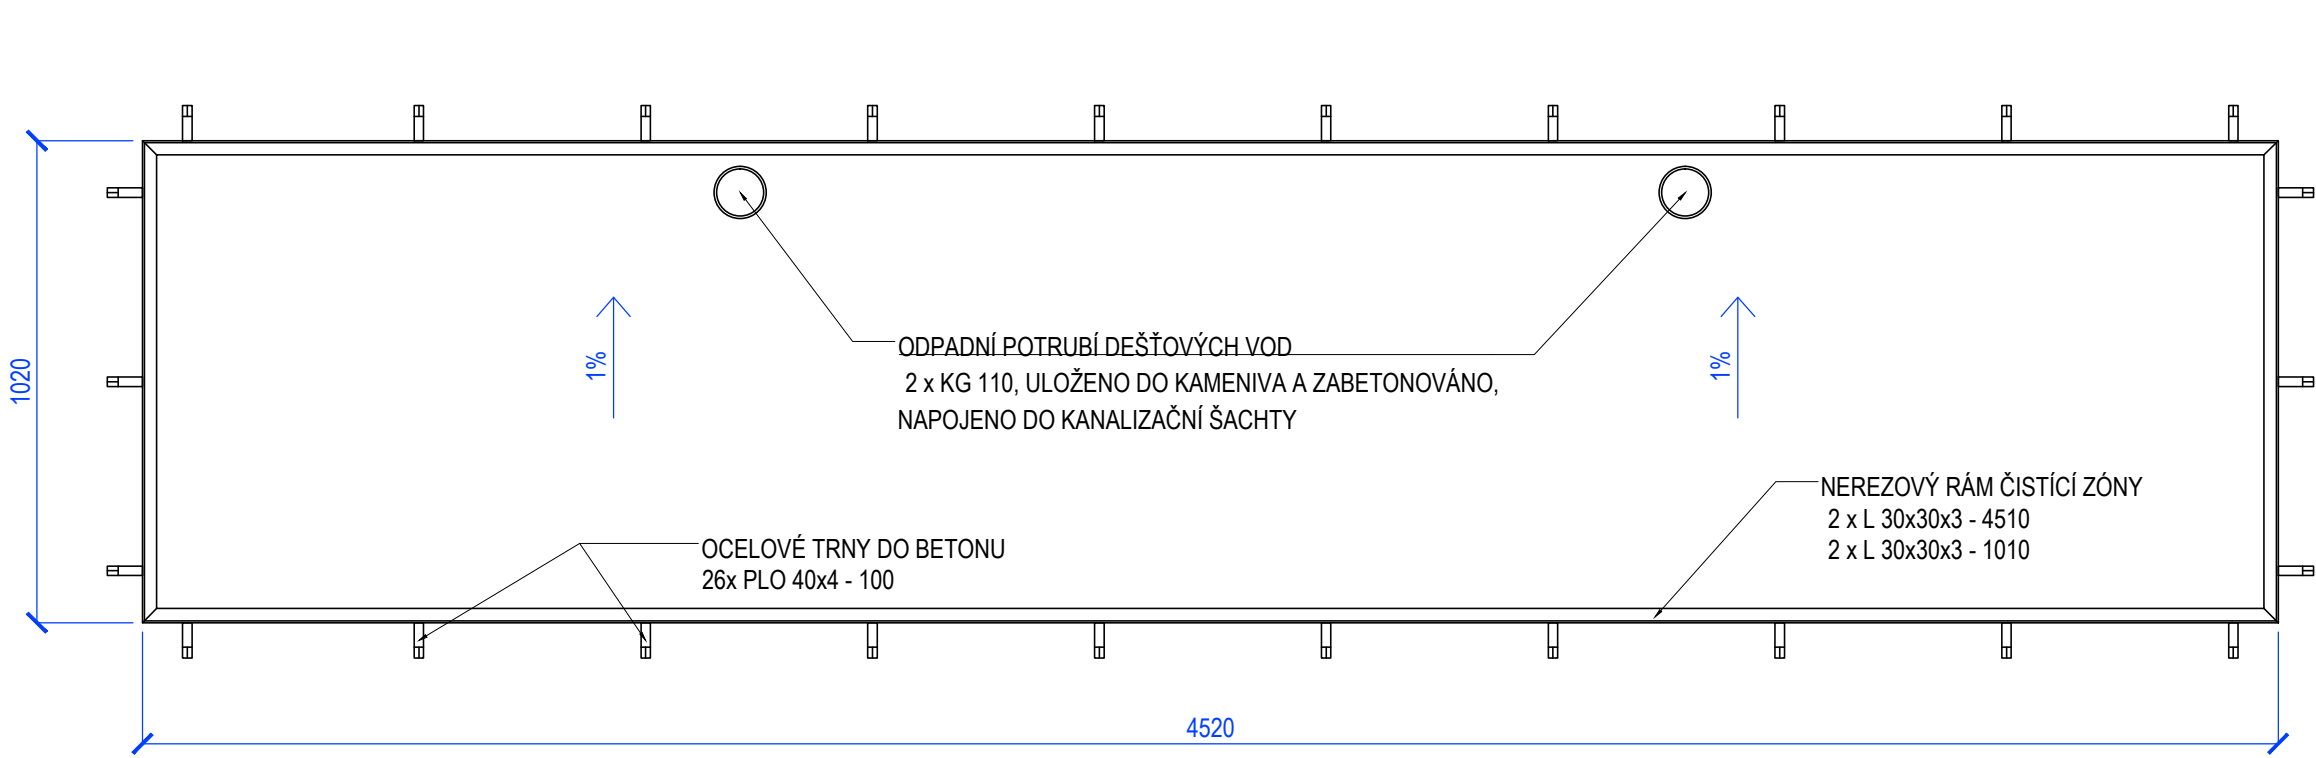 1020
1%
1%
ODPADNÍ POTRUBÍ DEŠŤOVÝCH VOD
2 x KG 110, ULOŽENO DO KAMENIVA A ZABETONOVÁNO,
NAPOJENO DO KANALIZAČNÍ ŠACHTY
NEREZOVÝ RÁM ČISTÍCÍ ZÓNY
2 x L 30x30x3 - 4510
2 x L 30x30x3 - 1010
OCELOVÉ TRNY DO BETONU
26x PLO 40x4 - 100
4520